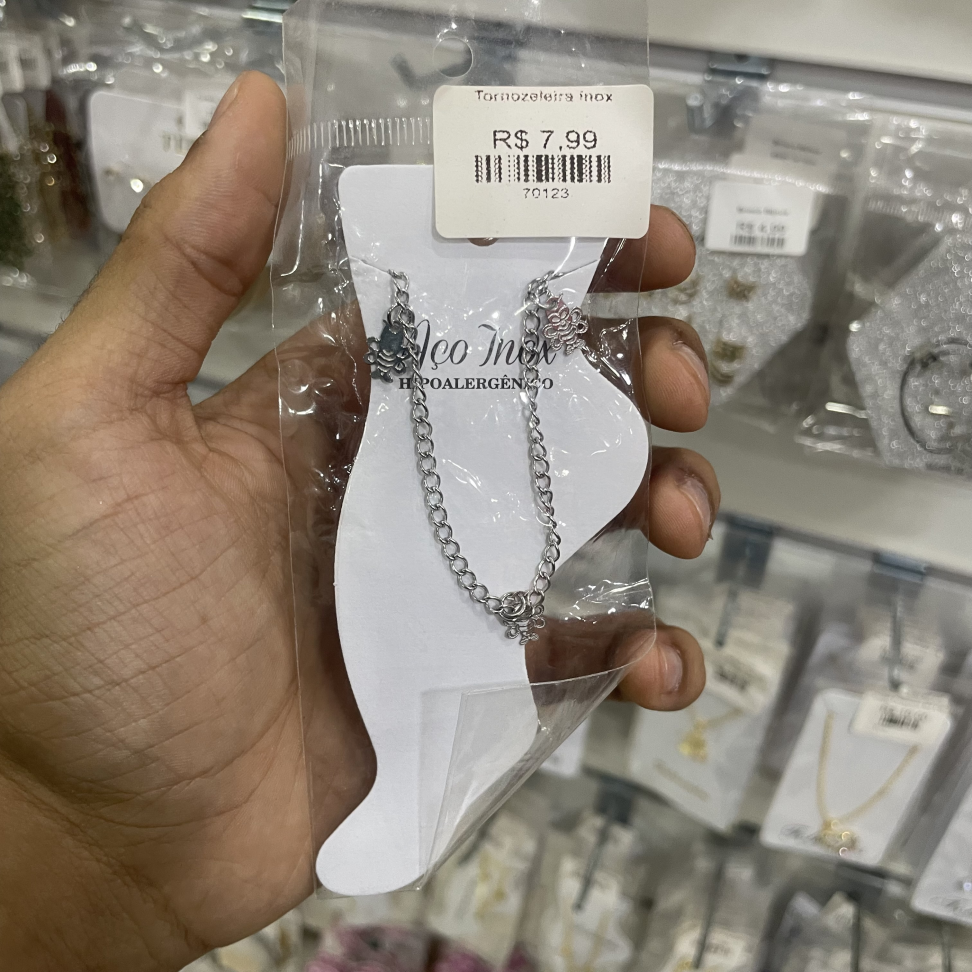 Tornozeleira inox
R$ 7,99
70123
Aço Inox
HIPOALERGÊNICO